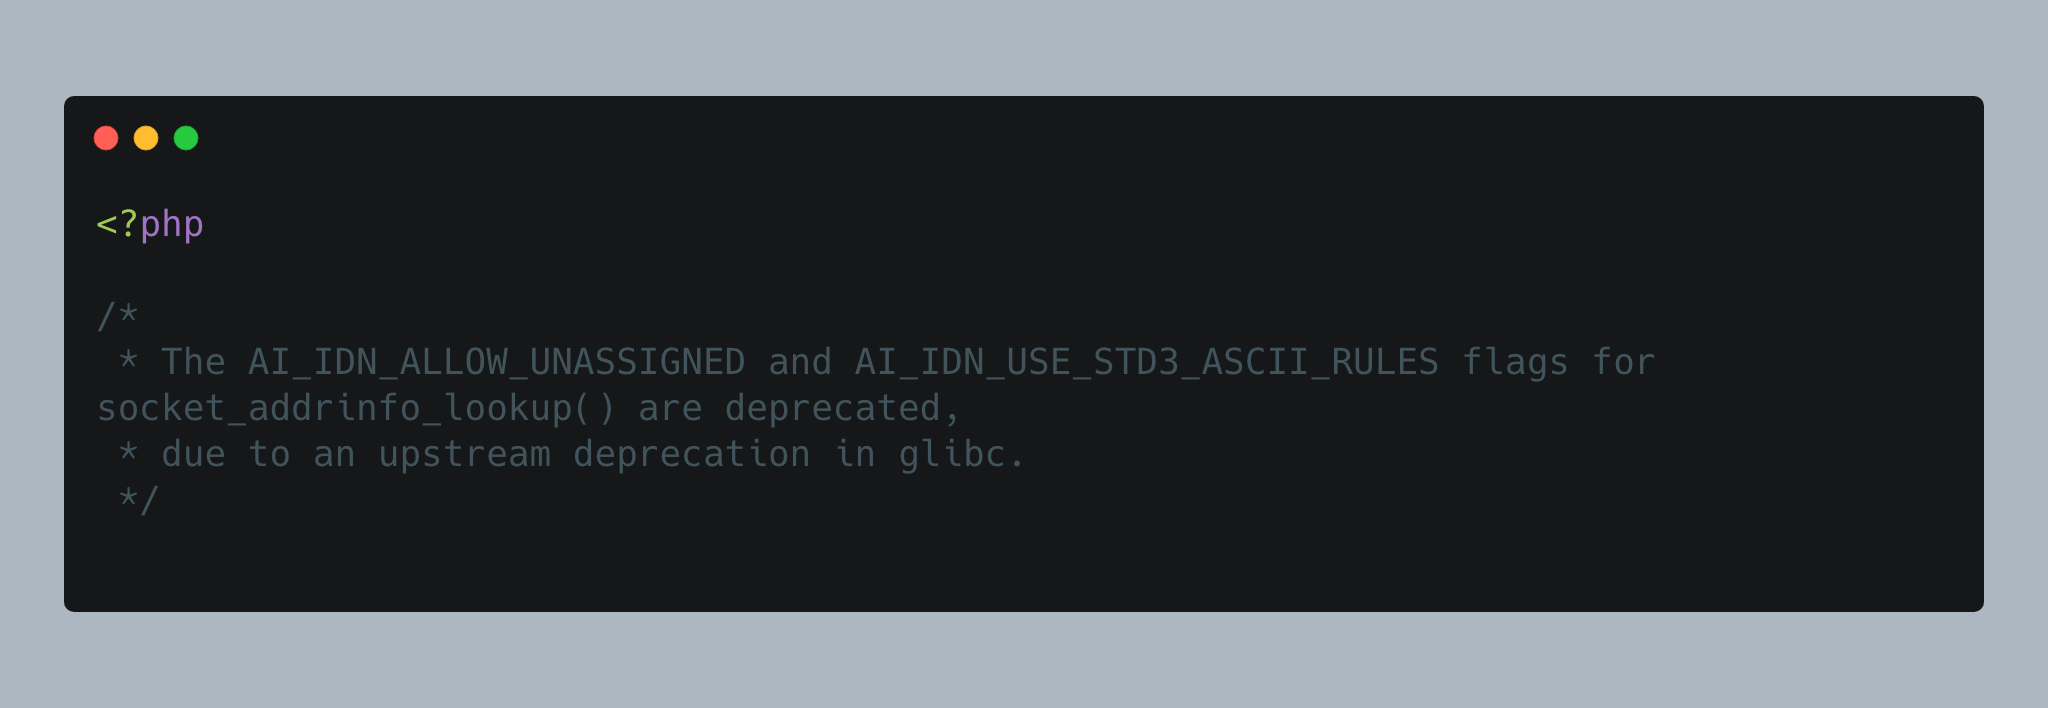 <?php
/*
 * The AI_IDN_ALLOW_UNASSIGNED and AI_IDN_USE_STD3_ASCII_RULES flags for
socket_addrinfo_lookup() are deprecated,
 * due to an upstream deprecation in glibc.
 */